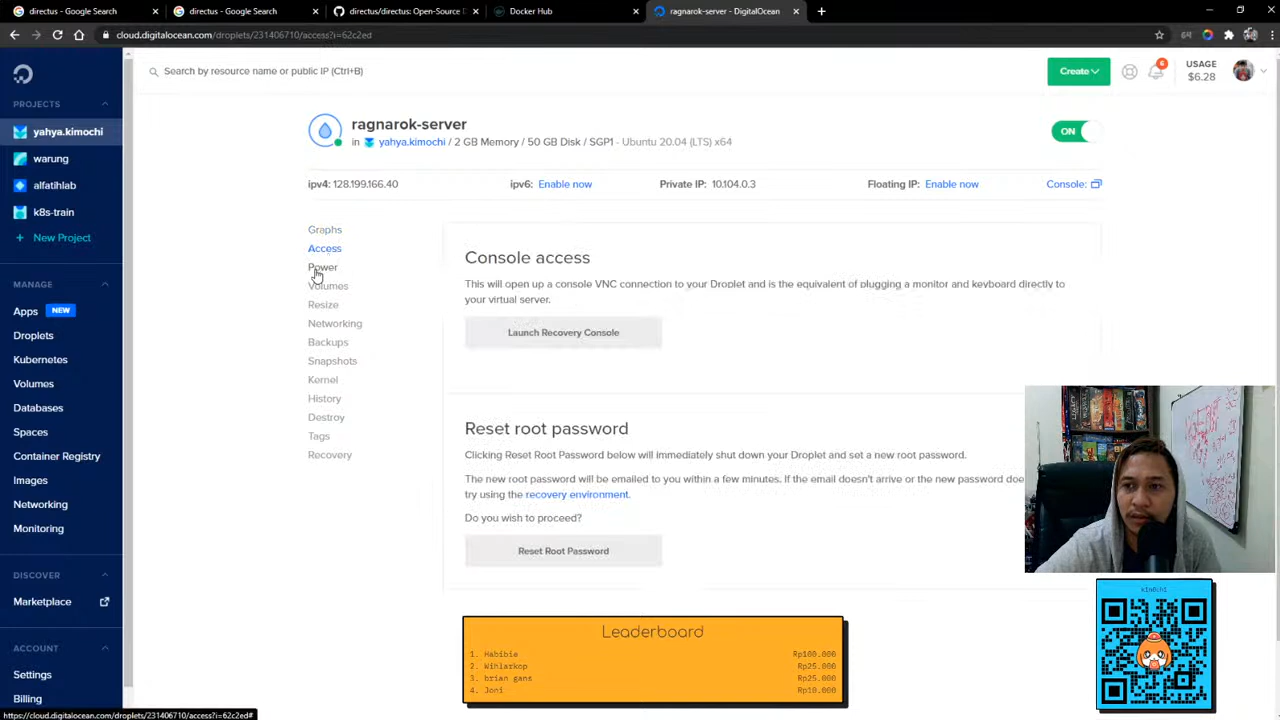 directus - Google Search
directus - Google Search
directus/directus: Open-Source D
Docker Hub
ragnarok-server - DigitalOcean
cloud.digitalocean.com/droplets/231406710/access?i=62c2ed
Search by resource name or public IP (Ctrl+B)
Create
6
USAGE
$6.28
PROJECTS
yahya.kimochi
warung
alfatihlab
k8s-train
+ New Project
MANAGE
Apps NEW
Droplets
Kubernetes
Volumes
Databases
Spaces
Container Registry
Images
Networking
Monitoring
DISCOVER
Marketplace
ACCOUNT
Settings
Billing
ragnarok-server
in yahya.kimochi / 2 GB Memory / 50 GB Disk / SGP1 - Ubuntu 20.04 (LTS) x64
ON
ipv4: 128.199.166.40 ipv6: Enable now Private IP: 10.104.0.3 Floating IP: Enable now Console:
Graphs
Access
Power
Volumes
Resize
Networking
Backups
Snapshots
Kernel
History
Destroy
Tags
Recovery
Console access
This will open up a console VNC connection to your Droplet and is the equivalent of plugging a monitor and keyboard directly to
your virtual server.
Launch Recovery Console
Reset root password
Clicking Reset Root Password below will immediately shut down your Droplet and set a new root password.
The new root password will be emailed to you within a few minutes. If the email doesn't arrive or the new password doe
try using the recovery environment.
Do you wish to proceed?
Reset Root Password
Leaderboard
1. Habibie Rp100.000
2. Wihlarkop Rp25.000
3. brian gans Rp25.000
4. Joni Rp10.000
https://cloud.digitalocean.com/droplets/231406710/access?i=62c2ed#